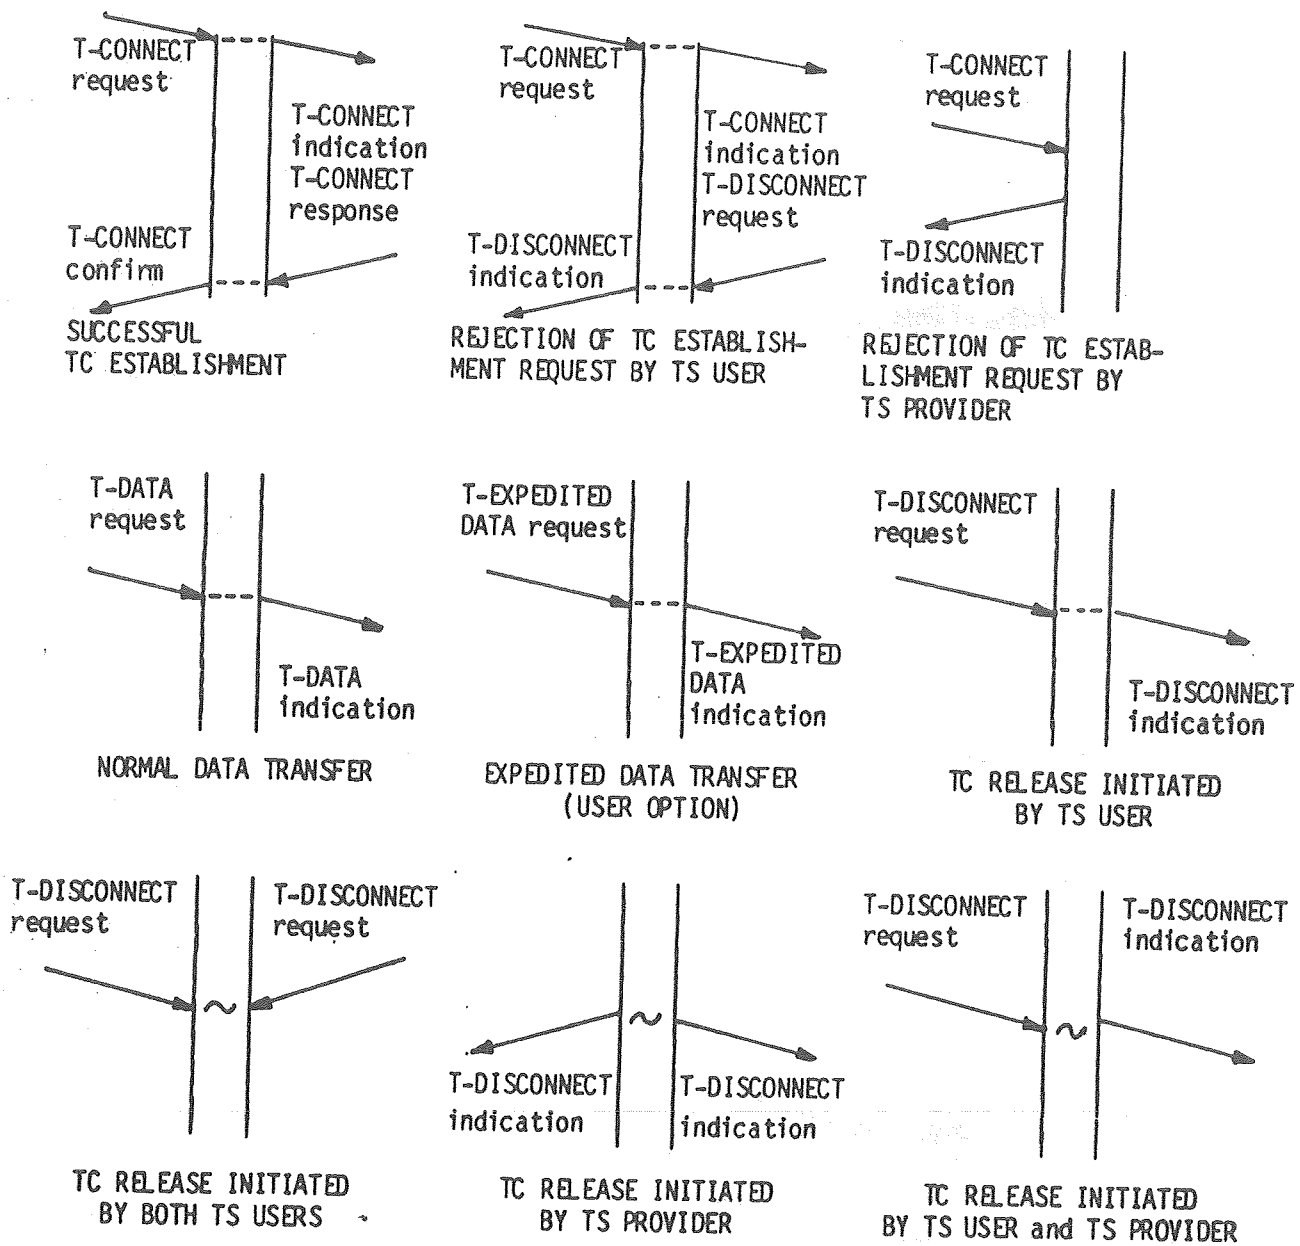 T-CONNECT
request
T-CONNECT
indication
T-CONNECT
response
T-CONNECT
confirm
SUCCESSFUL
TC ESTABLISHMENT
T-CONNECT
request
T-CONNECT
indication
T-DISCONNECT
request
T-DISCONNECT
indication
REJECTION OF TC ESTABLISH-
MENT REQUEST BY TS USER
T-CONNECT
request
T-DISCONNECT
indication
REJECTION OF TC ESTAB-
LISHMENT REQUEST BY
TS PROVIDER
T-DATA
request
T-DATA
indication
NORMAL DATA TRANSFER
T-EXPEDITED
DATA request
T-EXPEDITED
DATA
indication
EXPEDITED DATA TRANSFER
(USER OPTION)
T-DISCONNECT
request
T-DISCONNECT
indication
TC RELEASE INITIATED
BY TS USER
T-DISCONNECT
request
T-DISCONNECT
request
TC RELEASE INITIATED
BY BOTH TS USERS
T-DISCONNECT
indication
T-DISCONNECT
indication
TC RELEASE INITIATED
BY TS PROVIDER
T-DISCONNECT
request
T-DISCONNECT
indication
TC RELEASE INITIATED
BY TS USER and TS PROVIDER